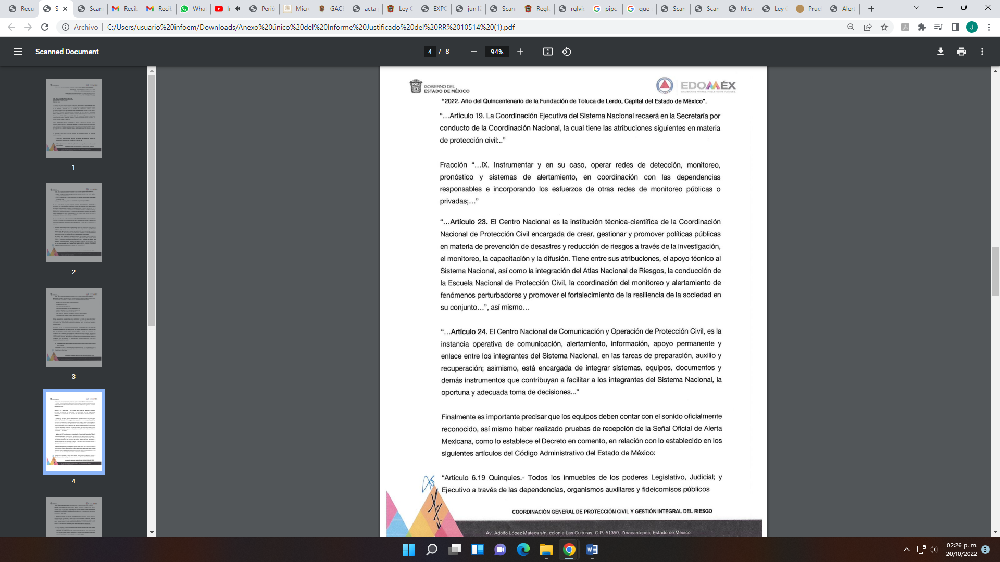 Recu
S
Scan
Recib
Recib
What
Ir
Perió
Micro
GACE
acta
Ley O
EXPO
jun12
Scan
Regla
rglvig
pipc
que
Scan
Scan
Micro
Ley O
Prue
Alert
Archivo | C:/Users/usuario%20infoem/Downloads/Anexo%20único%20del%20Informe%20Justificado%20del%20RR%2010514%20(1).pdf
J
Scanned Document
4 / 8
94%
1
2
3
4
GOBIERNO DEL
ESTADO DE MÉXICO
EDOMÉX
“2022. Año del Quincentenario de la Fundación de Toluca de Lerdo, Capital del Estado de México”.
“…Artículo 19. La Coordinación Ejecutiva del Sistema Nacional recaerá en la Secretaría por
conducto de la Coordinación Nacional, la cual tiene las atribuciones siguientes en materia
de protección civil:..”
Fracción “…IX. Instrumentar y en su caso, operar redes de detección, monitoreo,
pronóstico y sistemas de alertamiento, en coordinación con las dependencias
responsables e incorporando los esfuerzos de otras redes de monitoreo públicas o
privadas;…”
“…Artículo 23. El Centro Nacional es la institución técnica-científica de la Coordinación
Nacional de Protección Civil encargada de crear, gestionar y promover políticas públicas
en materia de prevención de desastres y reducción de riesgos a través de la investigación,
el monitoreo, la capacitación y la difusión. Tiene entre sus atribuciones, el apoyo técnico al
Sistema Nacional, así como la integración del Atlas Nacional de Riesgos, la conducción de
la Escuela Nacional de Protección Civil, la coordinación del monitoreo y alertamiento de
fenómenos perturbadores y promover el fortalecimiento de la resiliencia de la sociedad en
su conjunto…”, así mismo…
“…Artículo 24. El Centro Nacional de Comunicación y Operación de Protección Civil, es la
instancia operativa de comunicación, alertamiento, información, apoyo permanente y
enlace entre los integrantes del Sistema Nacional, en las tareas de preparación, auxilio y
recuperación; asimismo, está encargada de integrar sistemas, equipos, documentos y
demás instrumentos que contribuyan a facilitar a los integrantes del Sistema Nacional, la
oportuna y adecuada toma de decisiones...”
Finalmente es importante precisar que los equipos deben contar con el sonido oficialmente
reconocido, así mismo haber realizado pruebas de recepción de la Señal Oficial de Alerta
Mexicana, como lo establece el Decreto en comento, en relación con lo establecido en los
siguientes artículos del Código Administrativo del Estado de México:
“Artículo 6.19 Quinquies.- Todos los inmuebles de los poderes Legislativo, Judicial; y
Ejecutivo a través de las dependencias, organismos auxiliares y fideicomisos públicos
COORDINACIÓN GENERAL DE PROTECCIÓN CIVIL Y GESTIÓN INTEGRAL DEL RIESGO
Av. Adolfo López Mateos s/n, colonia Las Culturas, C.P. 51350, Zinacantepec, Estado de México.
02:26 p. m.
20/10/2022
3